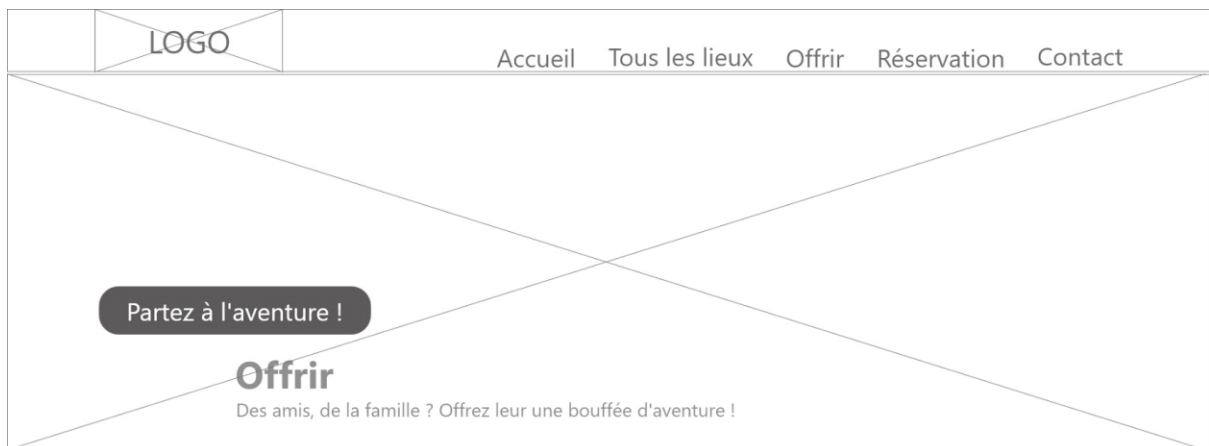 LOGO
Accueil Tous les lieux Offrir Réservation Contact
Partez à l'aventure !
Offrir
Des amis, de la famille ? Offrez leur une bouffée d'aventure !